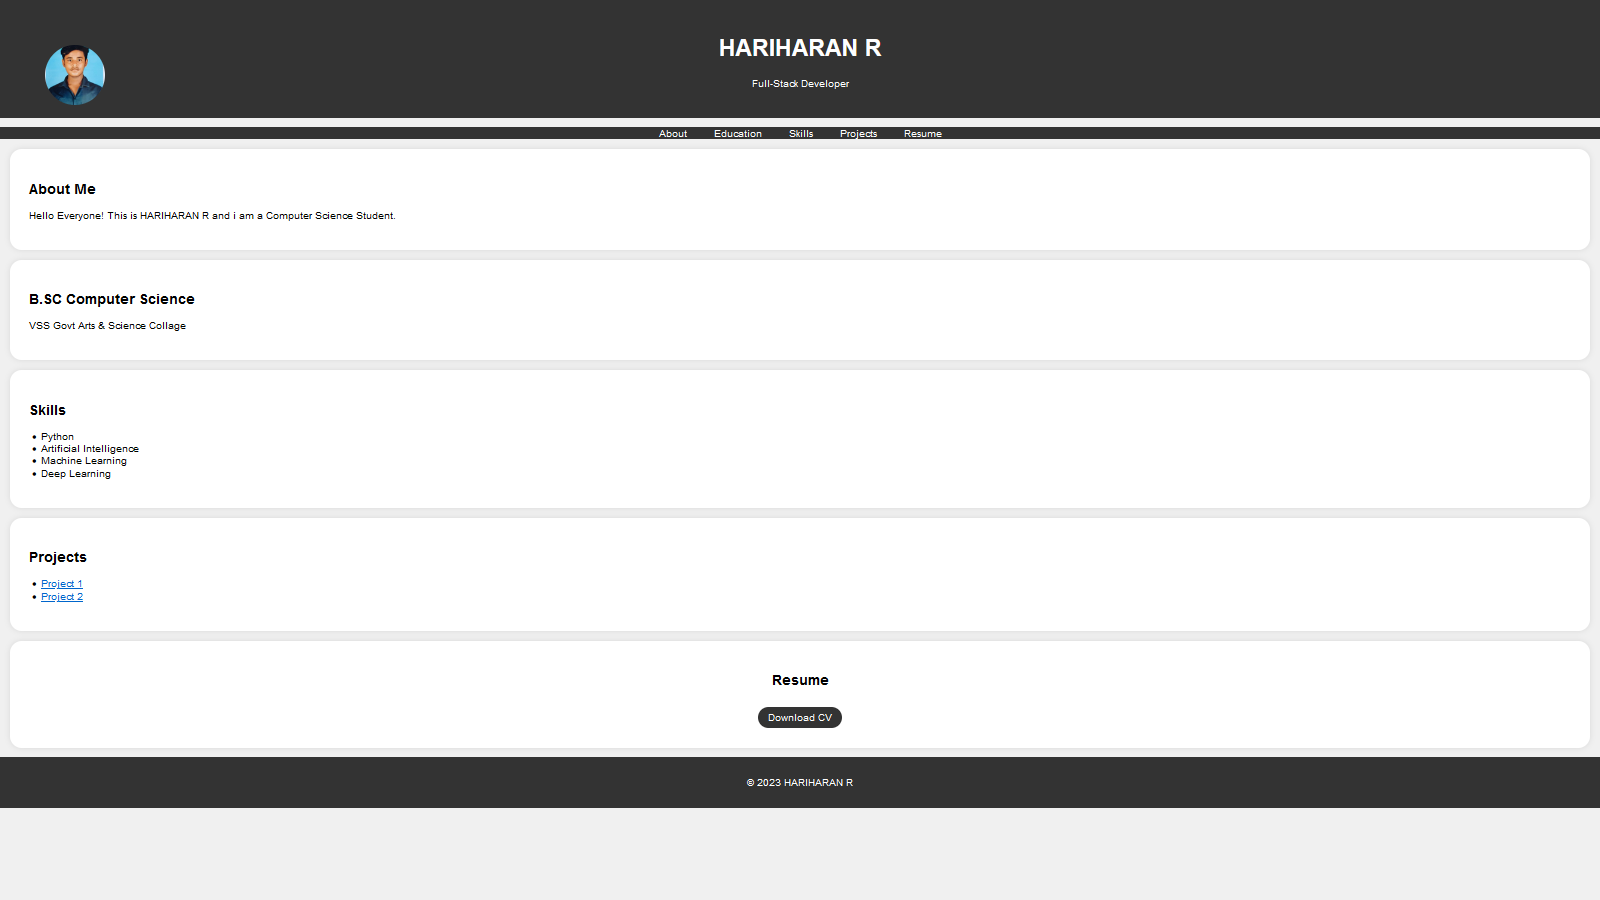 HARIHARAN R
Full-Stack Developer
About Education Skills Projects Resume
About Me
Hello Everyone! This is HARIHARAN R and i am a Computer Science Student.
B.SC Computer Science
VSS Govt Arts & Science Collage
Skills
Python
Artificial Intelligence
Machine Learning
Deep Learning
Projects
Project 1
Project 2
Resume
Download CV
© 2023 HARIHARAN R